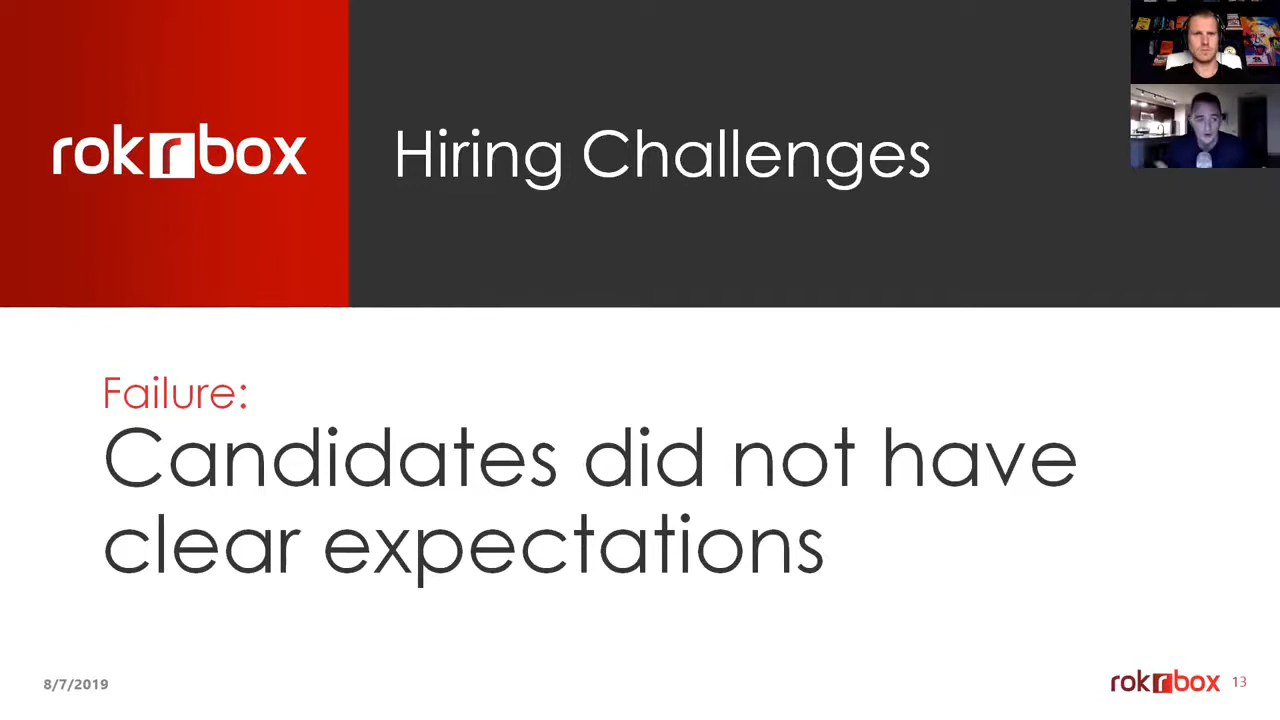 rokrbox
Hiring Challenges
Failure:
Candidates did not have
clear expectations
8/7/2019
rokrbox
13